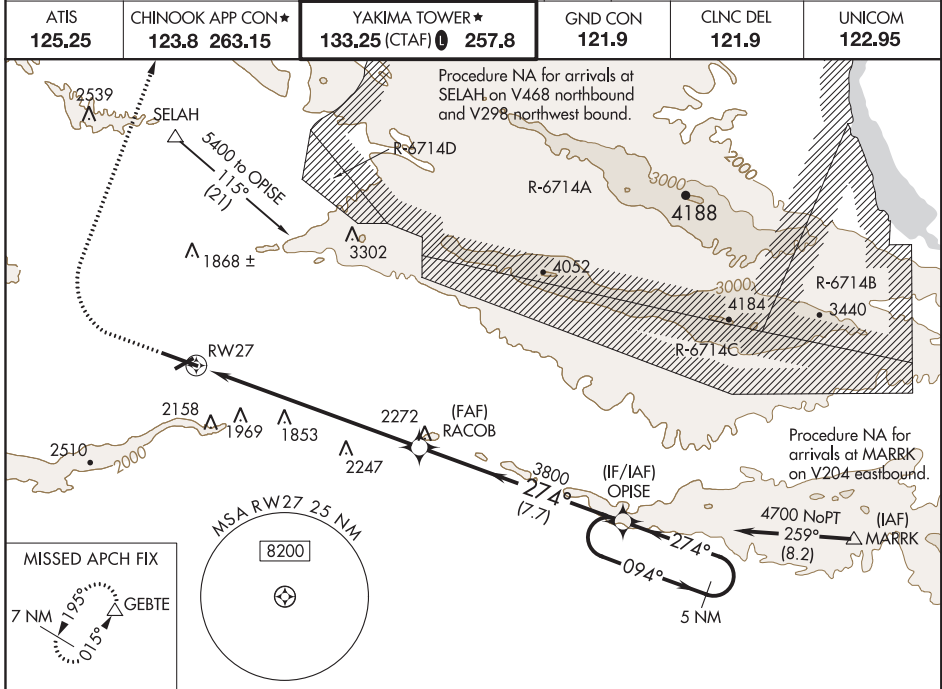 ATIS
125.25
CHINOOK APP CON★
123.8 263.15
YAKIMA TOWER★
133.25 (CTAF) L 257.8
GND CON
121.9
CLNC DEL
121.9
UNICOM
122.95
Procedure NA for arrivals at
SELAH on V468 northbound
and V298 northwest bound.
2539
SELAH
5400 to OPISE
115°
(21)
R-6714D
R-6714A
2000
3000
4188
1868 ±
3302
4052
3000
R-6714B
4184
3440
R-6714C
RW27
2158
1969
1853
2272
(FAF)
RACOB
2510
2000
2247
3800
274°
(7.7)
(IF/IAF)
OPISE
Procedure NA for
arrivals at MARRK
on V204 eastbound.
4700 NoPT
259°
(8.2)
(IAF)
MARRK
274°
094°
5 NM
MSA RW27 25 NM
8200
MISSED APCH FIX
7 NM
195°
015°
GEBTE